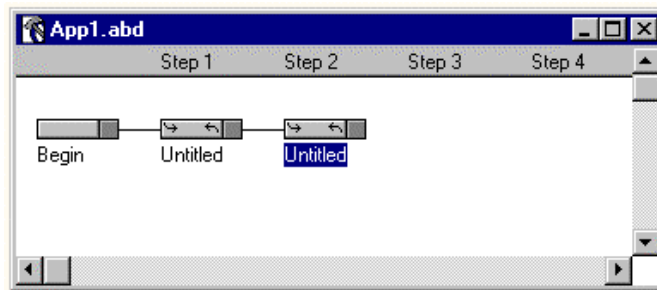 App1.abd
Step 1 Step 2 Step 3 Step 4
Begin Untitled Untitled